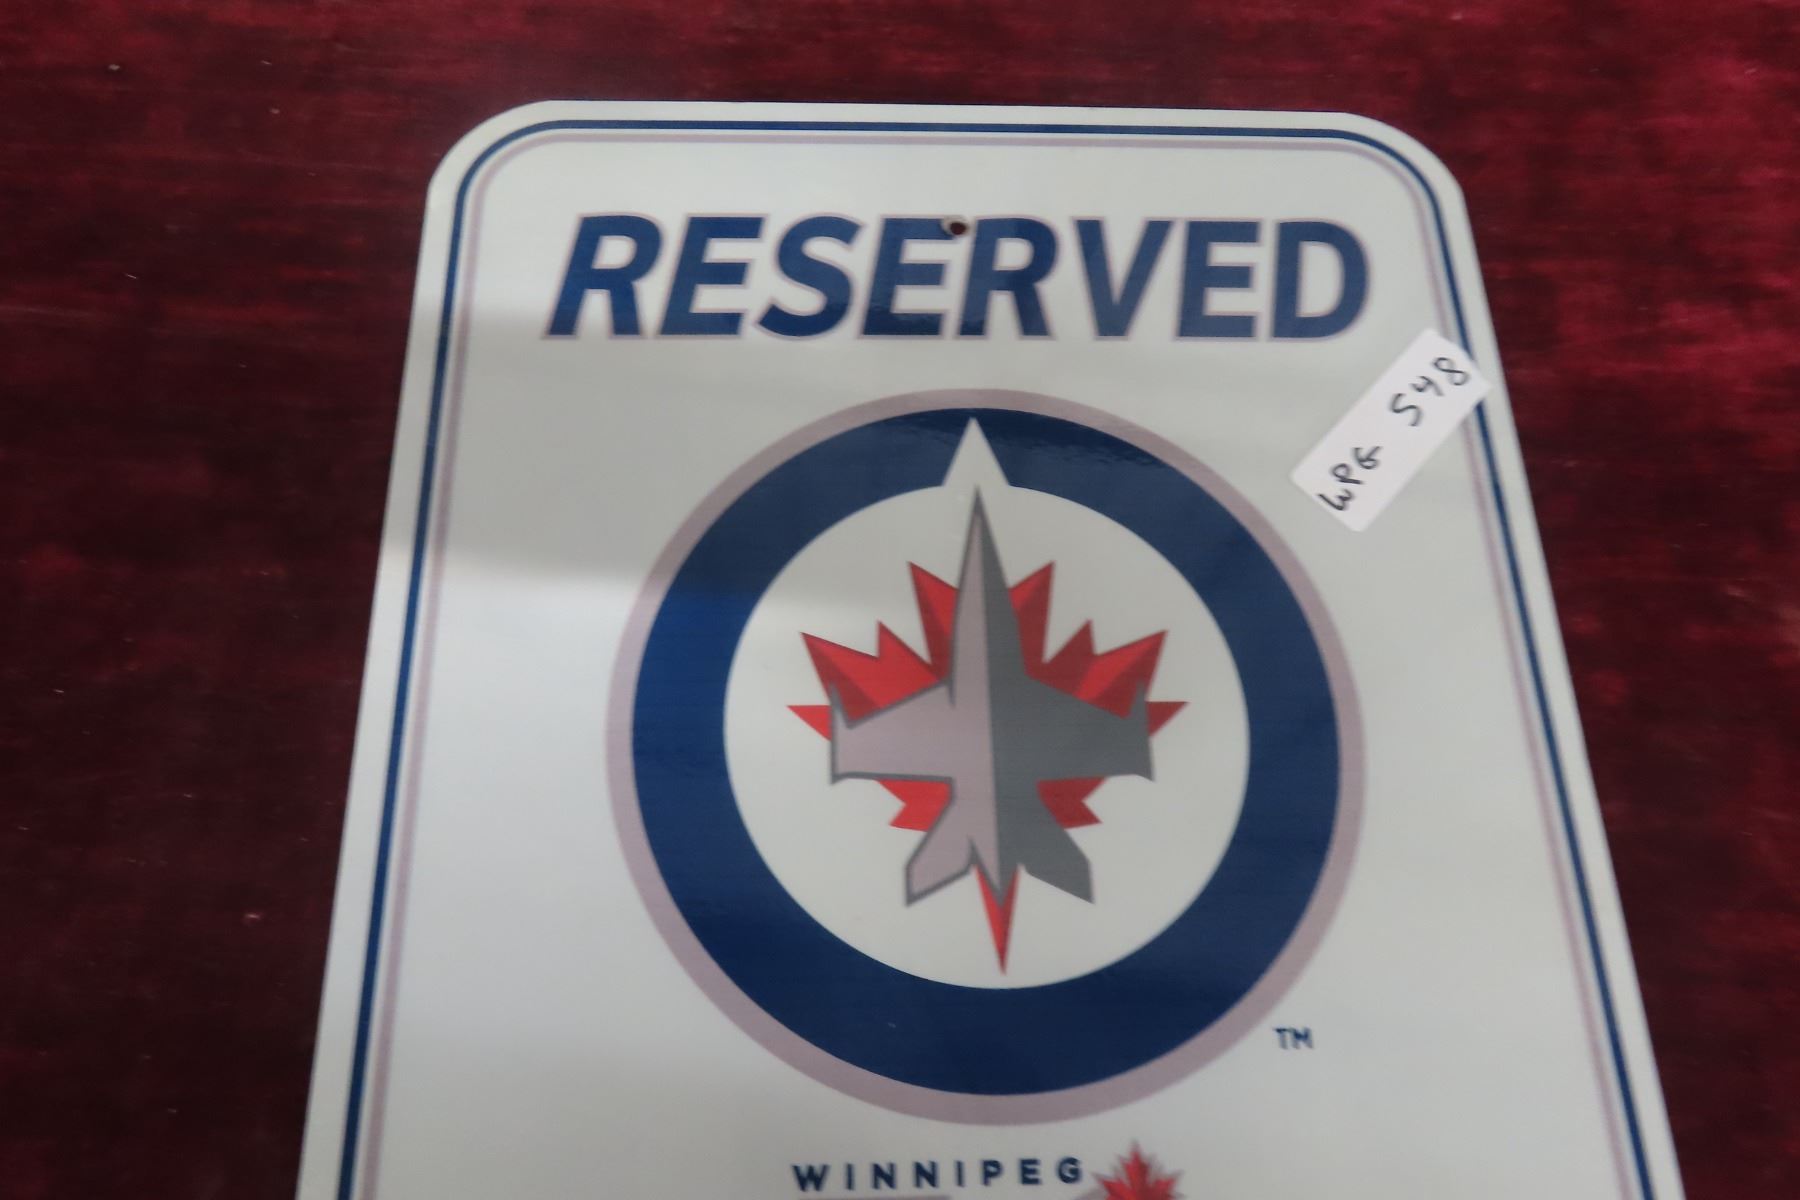 RESERVED
WPG 548
TM
WINNIPEG